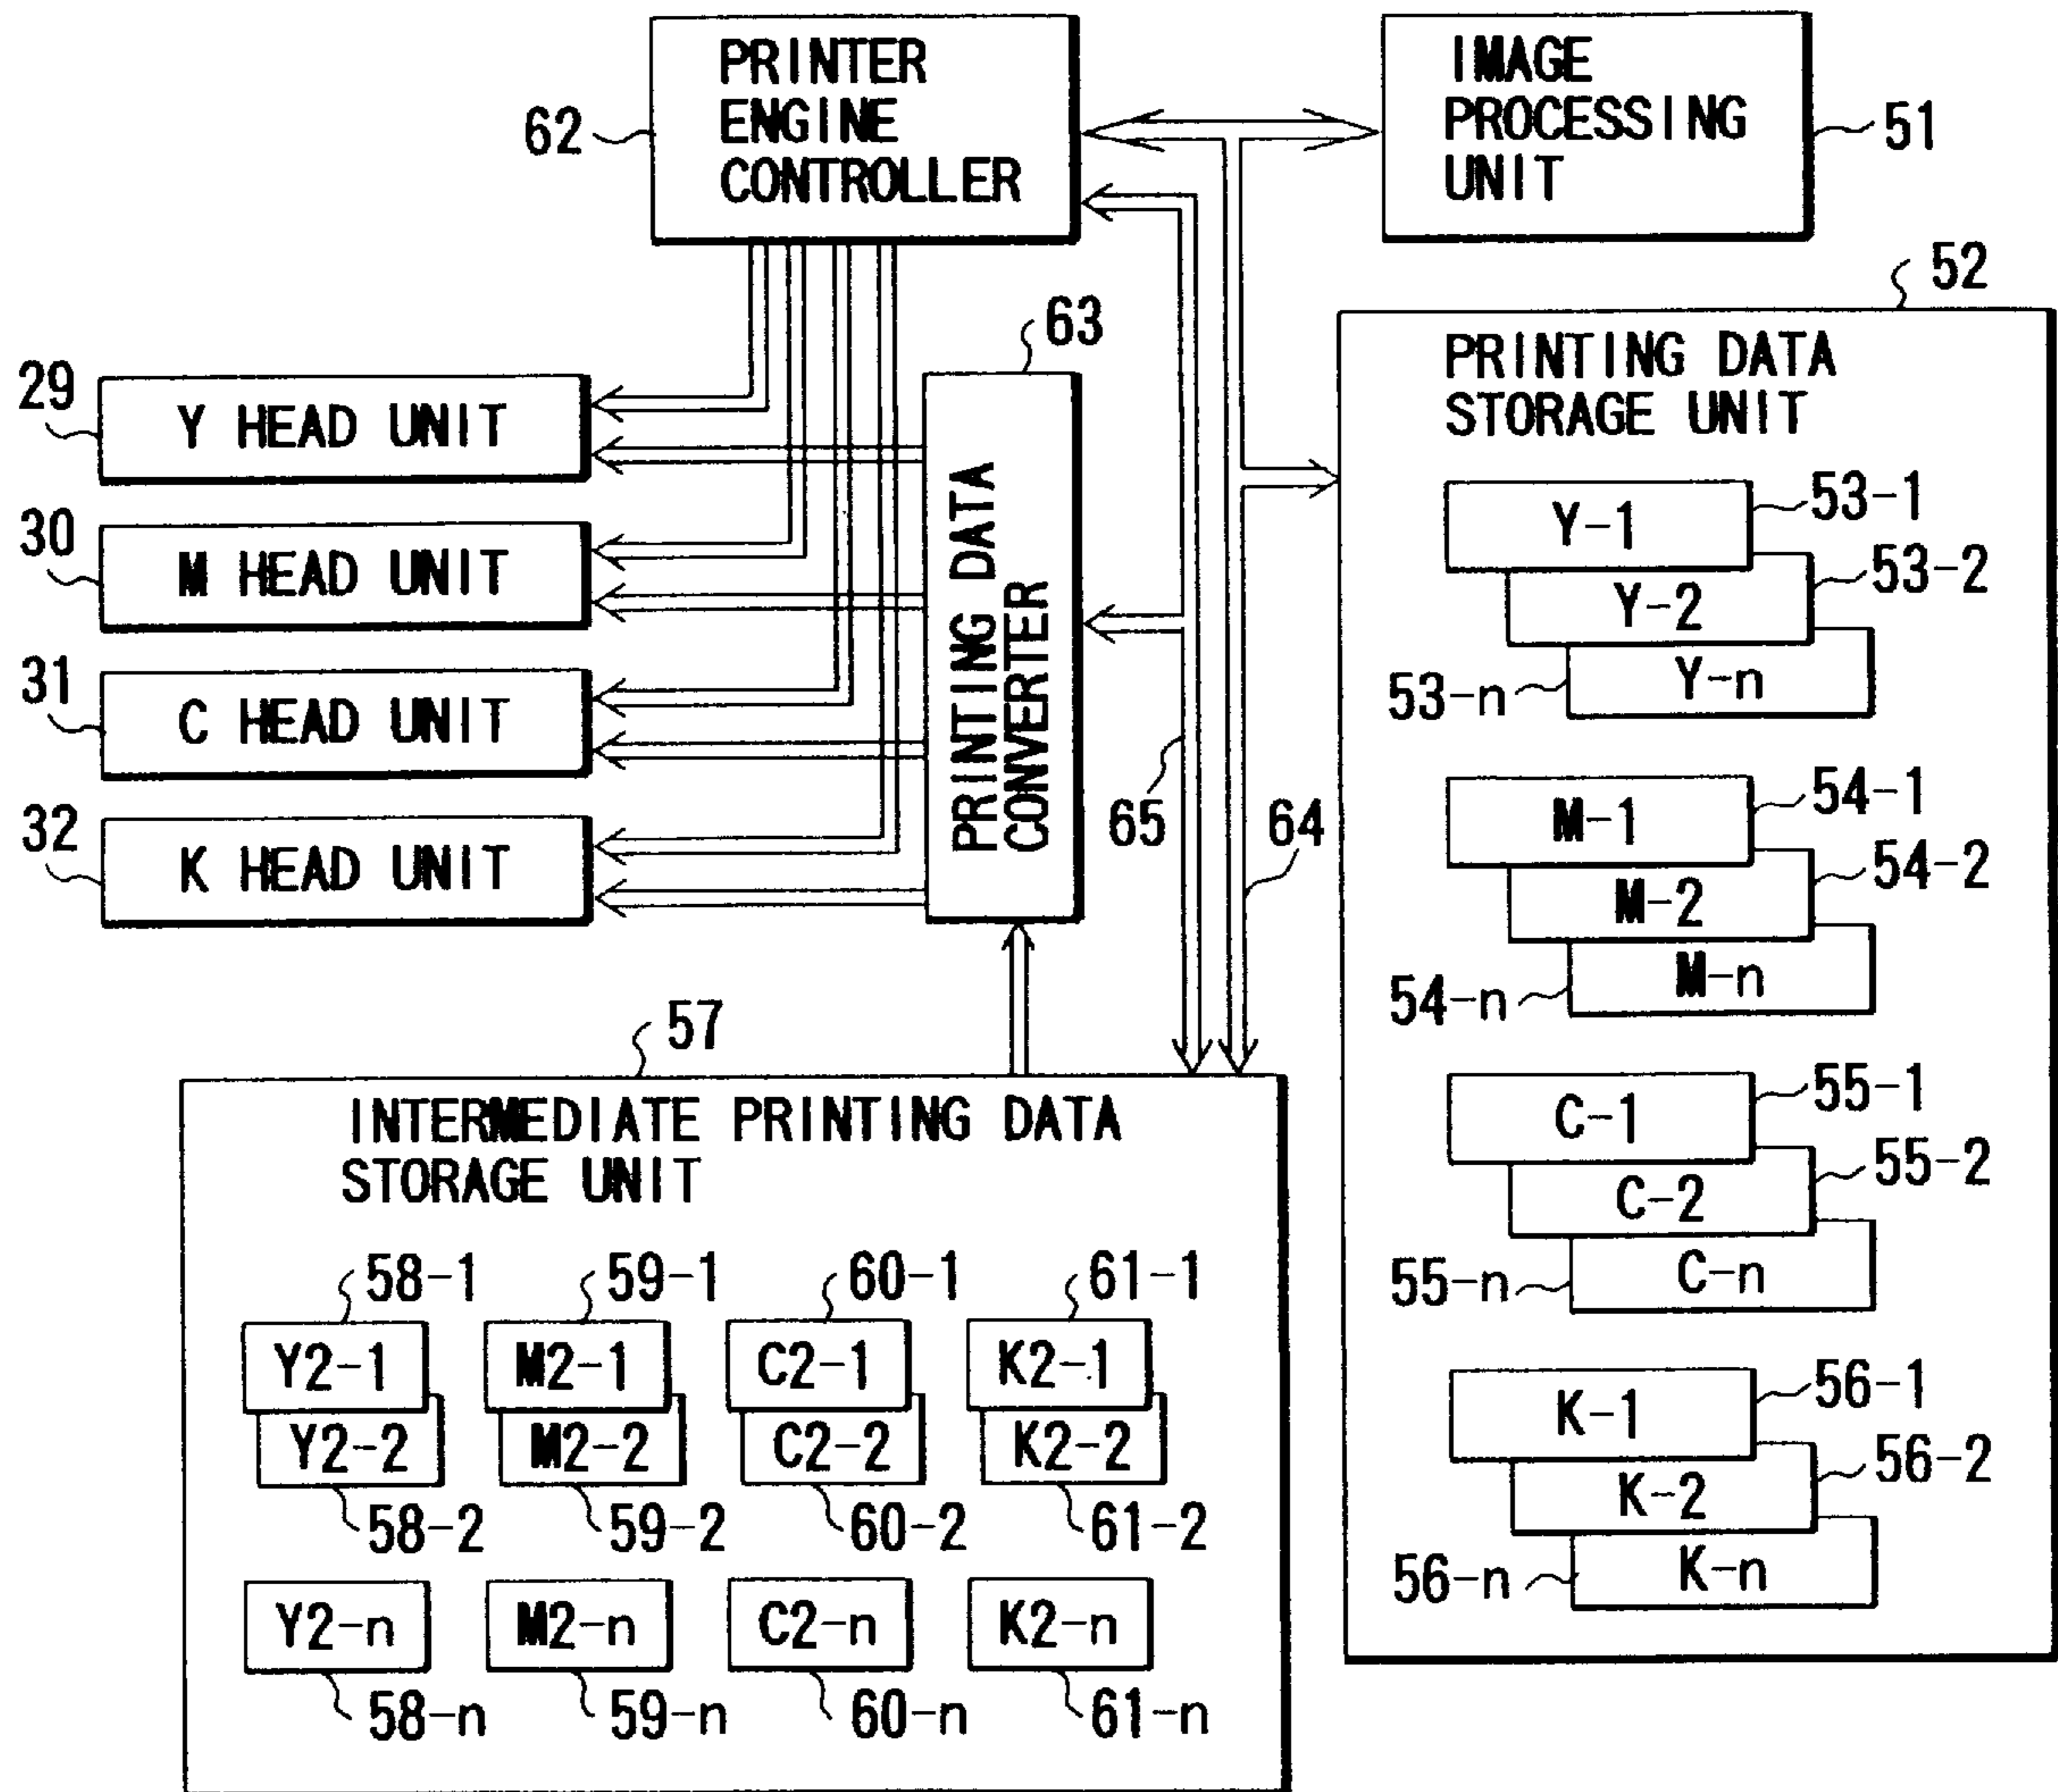 PRINTER
ENGINE
CONTROLLER
62
IMAGE
PROCESSING
UNIT
51
52
63
29
Y HEAD UNIT
30
M HEAD UNIT
31
C HEAD UNIT
32
K HEAD UNIT
PRINTING DATA
CONVERTER
65
64
PRINTING DATA
STORAGE UNIT
Y-1
53-1
Y-2
53-2
Y-n
53-n
M-1
54-1
M-2
54-2
M-n
54-n
C-1
55-1
C-2
55-2
C-n
55-n
K-1
56-1
K-2
56-2
K-n
56-n
57
INTERMEDIATE PRINTING DATA
STORAGE UNIT
58-1
59-1
60-1
61-1
Y2-1
M2-1
C2-1
K2-1
Y2-2
M2-2
C2-2
K2-2
58-2
59-2
60-2
61-2
Y2-n
M2-n
C2-n
K2-n
58-n
59-n
60-n
61-n